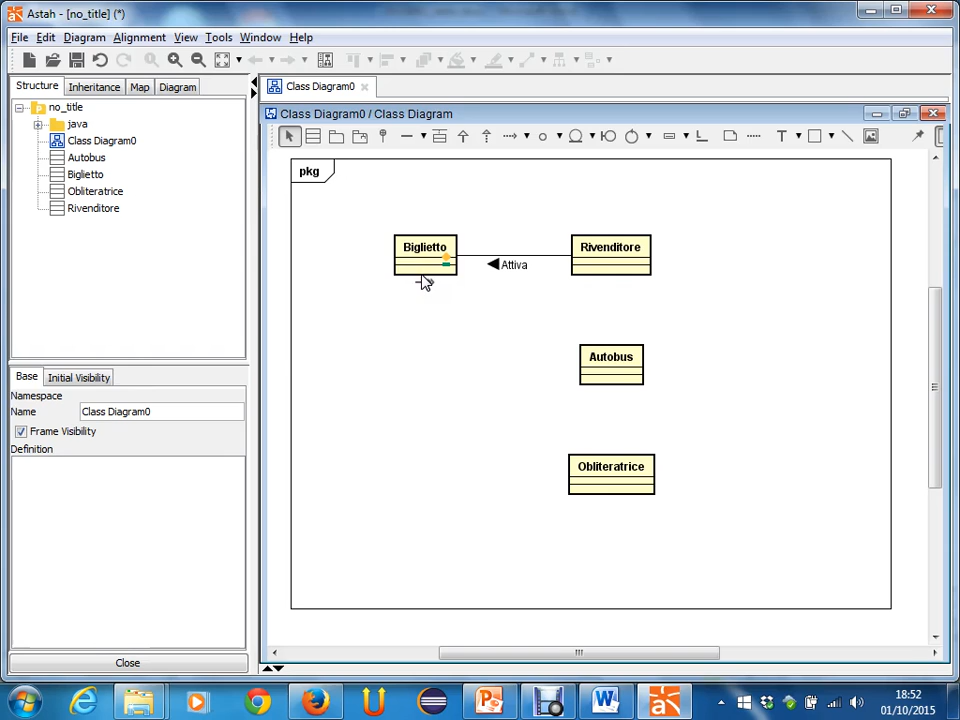 Astah - [no_title] (*)
File Edit Diagram Alignment View Tools Window Help
Structure Inheritance Map Diagram
no_title
java
Class Diagram0
Autobus
Biglietto
Obliteratrice
Rivenditore
Base Initial Visibility
Namespace
Name Class Diagram0
Frame Visibility
Definition
Close
Class Diagram0
Class Diagram0 / Class Diagram
T
pkg
Biglietto
Rivenditore
Attiva
Autobus
Obliteratrice
18:52
01/10/2015